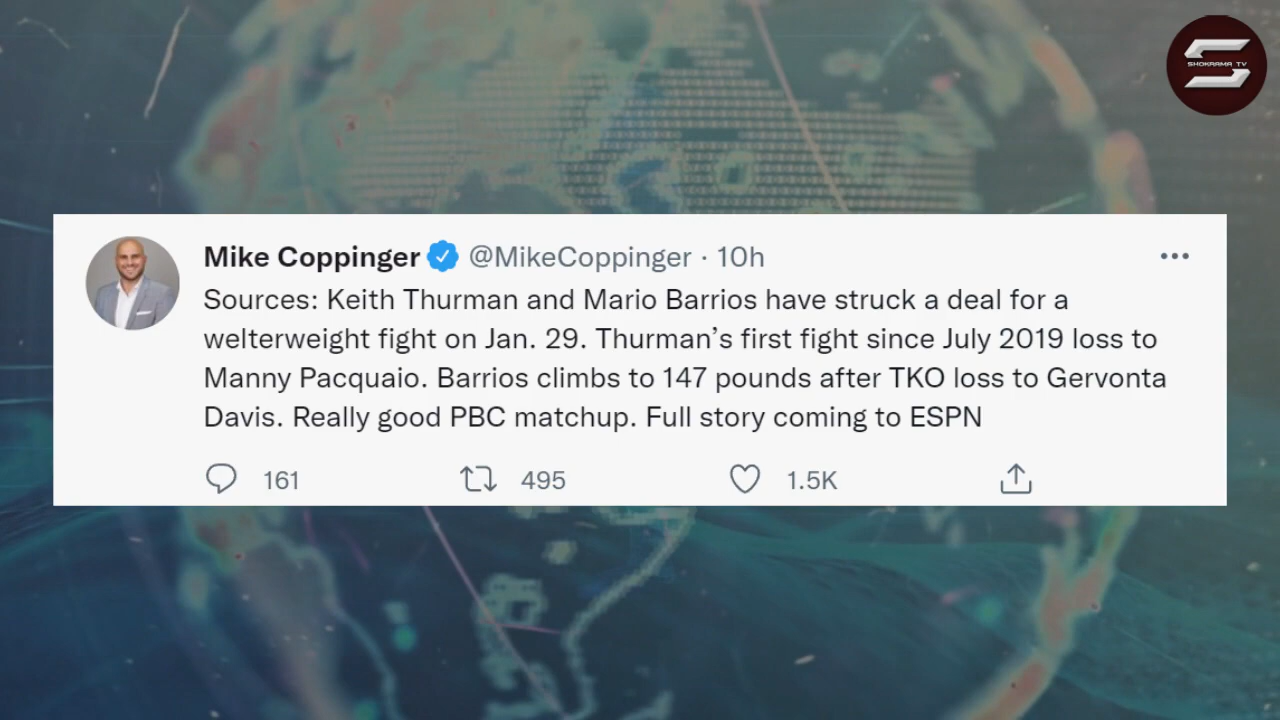 SHOKRAMA TV
Mike Coppinger @MikeCoppinger · 10h
Sources: Keith Thurman and Mario Barrios have struck a deal for a
welterweight fight on Jan. 29. Thurman’s first fight since July 2019 loss to
Manny Pacquaio. Barrios climbs to 147 pounds after TKO loss to Gervonta
Davis. Really good PBC matchup. Full story coming to ESPN
161 495 1.5K